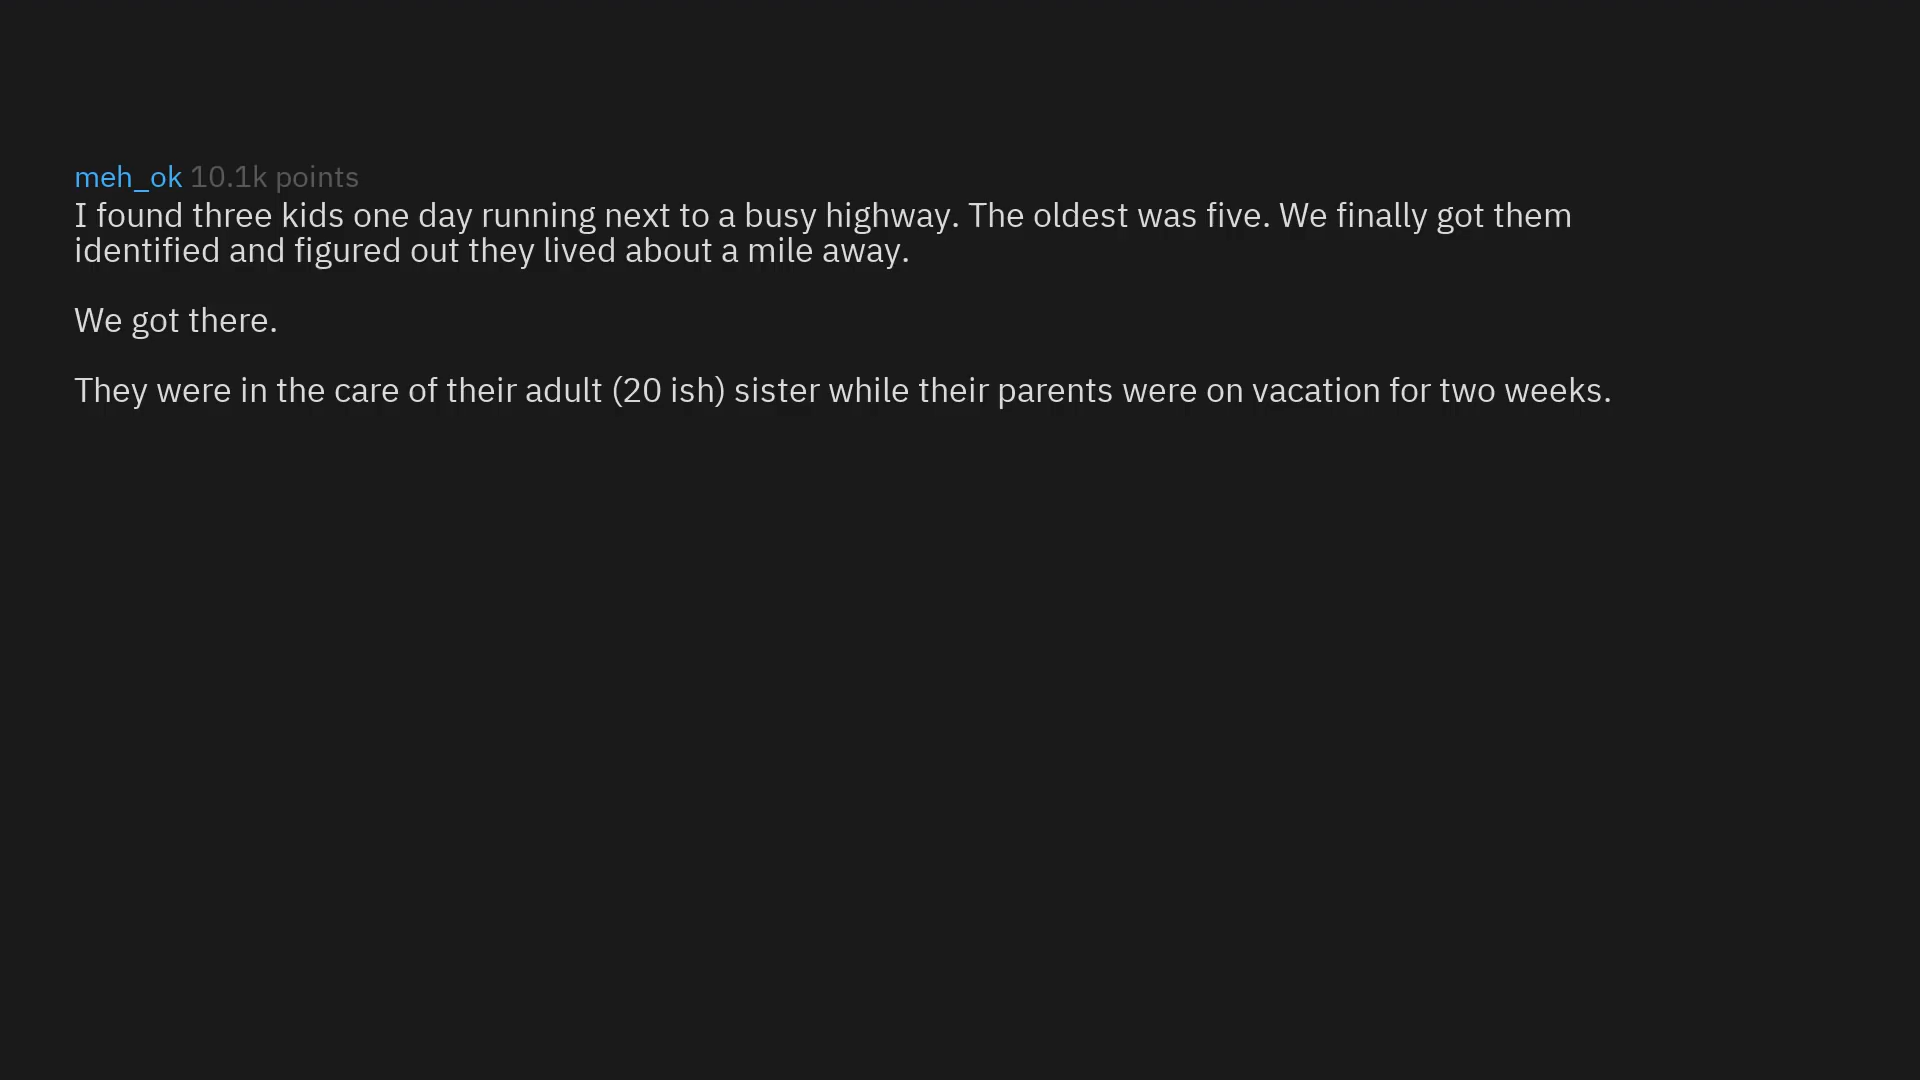 meh_ok 10.1k points
I found three kids one day running next to a busy highway. The oldest was five. We finally got them
identified and figured out they lived about a mile away.
We got there.
They were in the care of their adult (20 ish) sister while their parents were on vacation for two weeks.